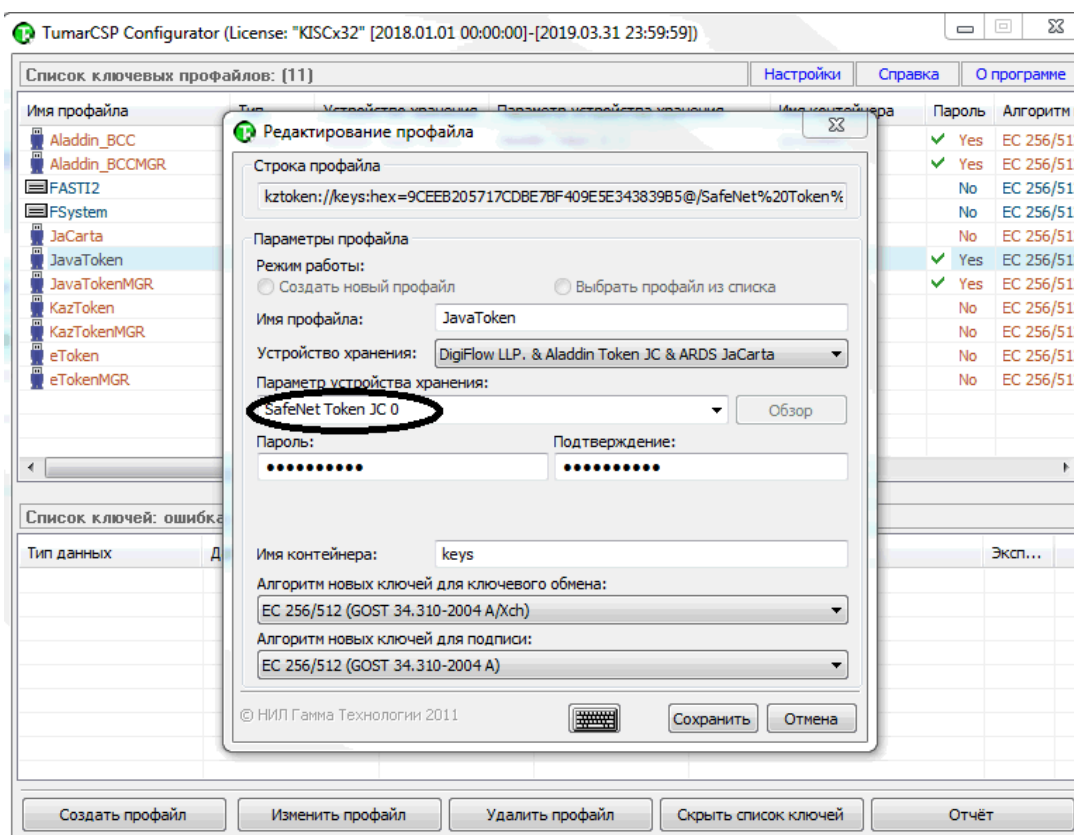 TumarCSP Configurator (License: "KISCx32" [2018.01.01 00:00:00]-[2019.03.31 23:59:59])
Список ключевых профайлов: (11) Настройки Справка О программе
Имя профайла Пароль Алгоритм
Aladdin_BCC Yes EC 256/51
Aladdin_BCCMGR Yes EC 256/51
FASTI2 No EC 256/51
FSystem No EC 256/51
JaCarta No EC 256/51
JavaToken Yes EC 256/51
JavaTokenMGR Yes EC 256/51
KazToken No EC 256/51
KazTokenMGR No EC 256/51
eToken No EC 256/51
eTokenMGR No EC 256/51
Редактирование профайла
Строка профайла
kztoken://keys:hex=9CEEB205717CDBE7BF409E5E343839B5@/SafeNet%20Token%
Параметры профайла
Режим работы:
Создать новый профайл Выбрать профайл из списка
Имя профайла: JavaToken
Устройство хранения: DigiFlow LLP. & Aladdin Token JC & ARDS JaCarta
Параметр устройства хранения:
SafeNet Token JC 0 Обзор
Пароль: Подтверждение:
●●●●●●●●●● ●●●●●●●●●●
Имя контейнера: keys
Алгоритм новых ключей для ключевого обмена:
EC 256/512 (GOST 34.310-2004 A/Xch)
Алгоритм новых ключей для подписи:
EC 256/512 (GOST 34.310-2004 A)
© НИЛ Гамма Технологии 2011 Сохранить Отмена
Список ключей: ошибка
Тип данных Д Эксп...
Создать профайл Изменить профайл Удалить профайл Скрыть список ключей Отчёт